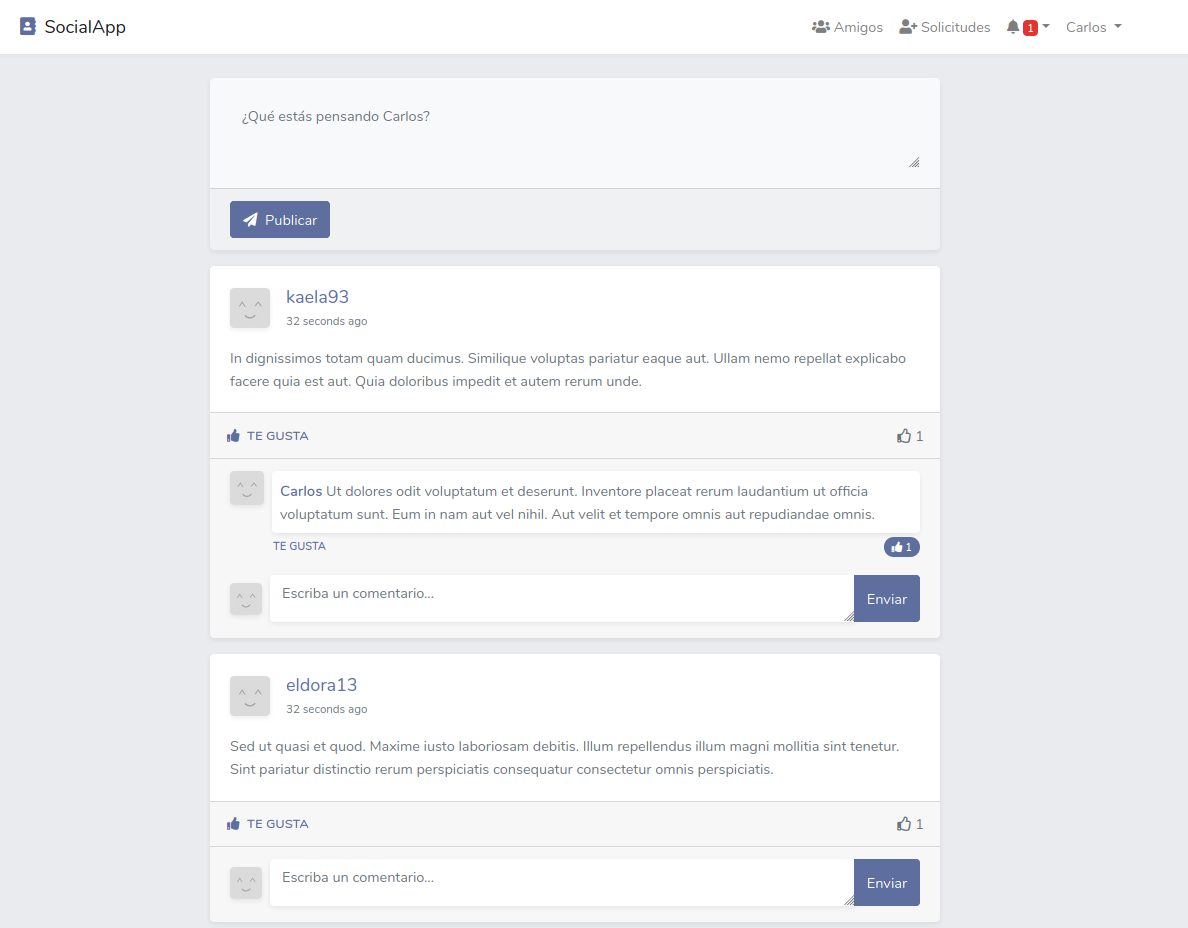 SocialApp
Amigos Solicitudes 1 Carlos
¿Qué estás pensando Carlos?
Publicar
kaela93
32 seconds ago
In dignissimos totam quam ducimus. Similique voluptas pariatur eaque aut. Ullam nemo repellat explicabo
facere quia est aut. Quia doloribus impedit et autem rerum unde.
TE GUSTA 1
Carlos Ut dolores odit voluptatum et deserunt. Inventore placeat rerum laudantium ut officia
voluptatum sunt. Eum in nam aut vel nihil. Aut velit et tempore omnis aut repudiandae omnis.
TE GUSTA 1
Escriba un comentario...
Enviar
eldora13
32 seconds ago
Sed ut quasi et quod. Maxime iusto laboriosam debitis. Illum repellendus illum magni mollitia sint tenetur.
Sint pariatur distinctio rerum perspiciatis consequatur consectetur omnis perspiciatis.
TE GUSTA 1
Escriba un comentario...
Enviar